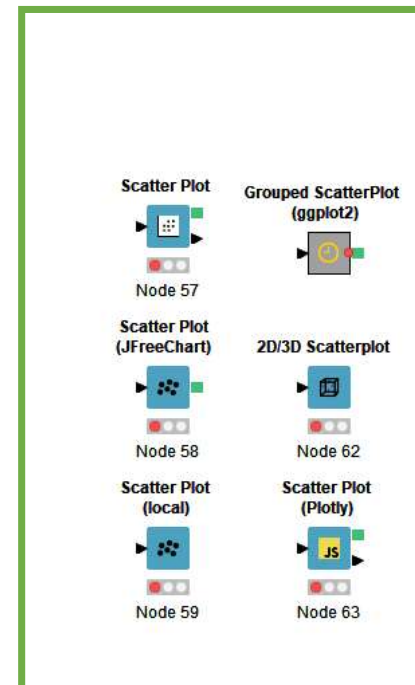 Scatter Plot
Node 57
Grouped ScatterPlot
(ggplot2)
Scatter Plot
(JFreeChart)
Node 58
2D/3D Scatterplot
Node 62
Scatter Plot
(local)
Node 59
Scatter Plot
(Plotly)
JS
Node 63